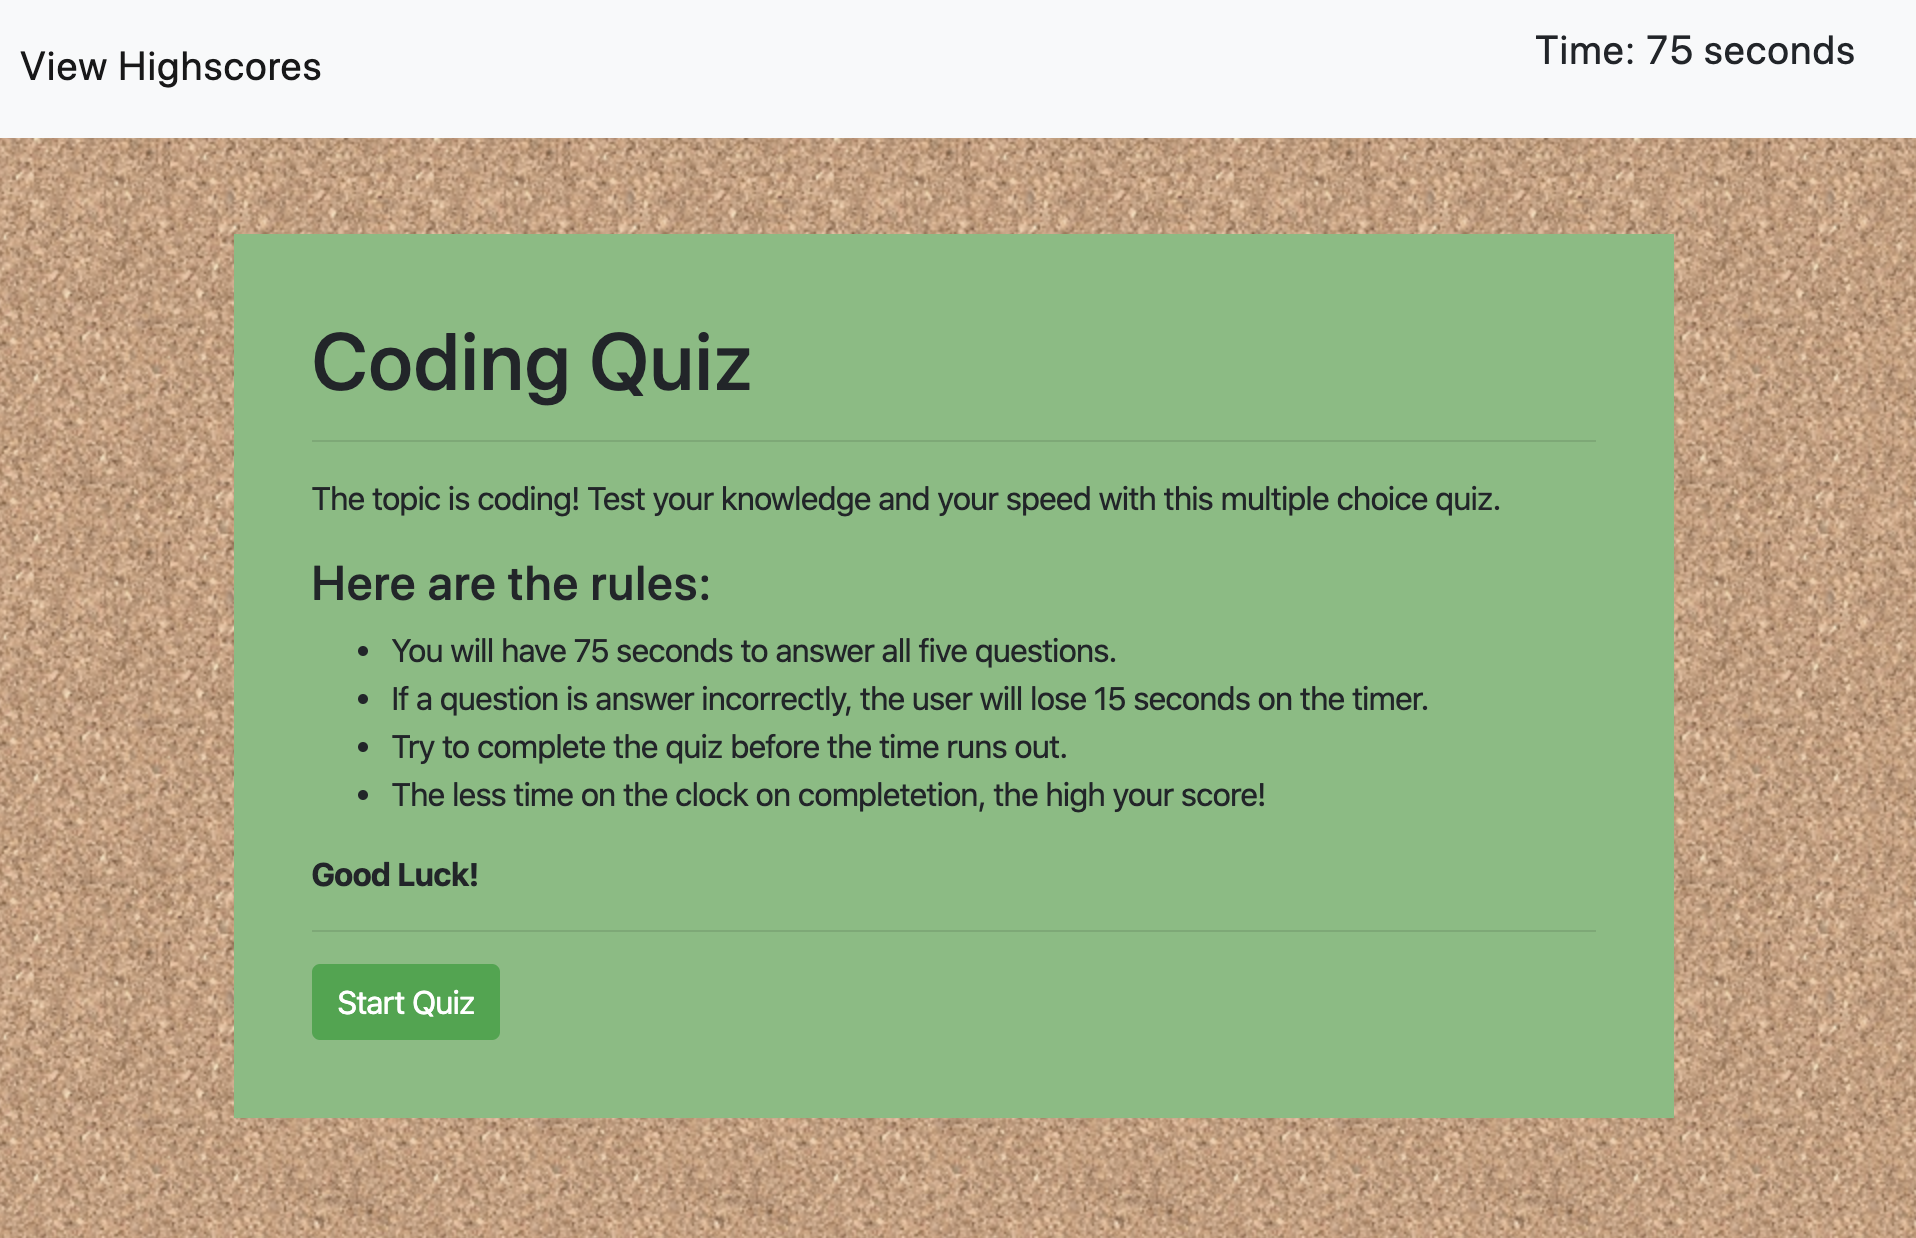 View Highscores
Time: 75 seconds
Coding Quiz
The topic is coding! Test your knowledge and your speed with this multiple choice quiz.
Here are the rules:
• You will have 75 seconds to answer all five questions.
• If a question is answer incorrectly, the user will lose 15 seconds on the timer.
• Try to complete the quiz before the time runs out.
• The less time on the clock on completetion, the high your score!
Good Luck!
Start Quiz